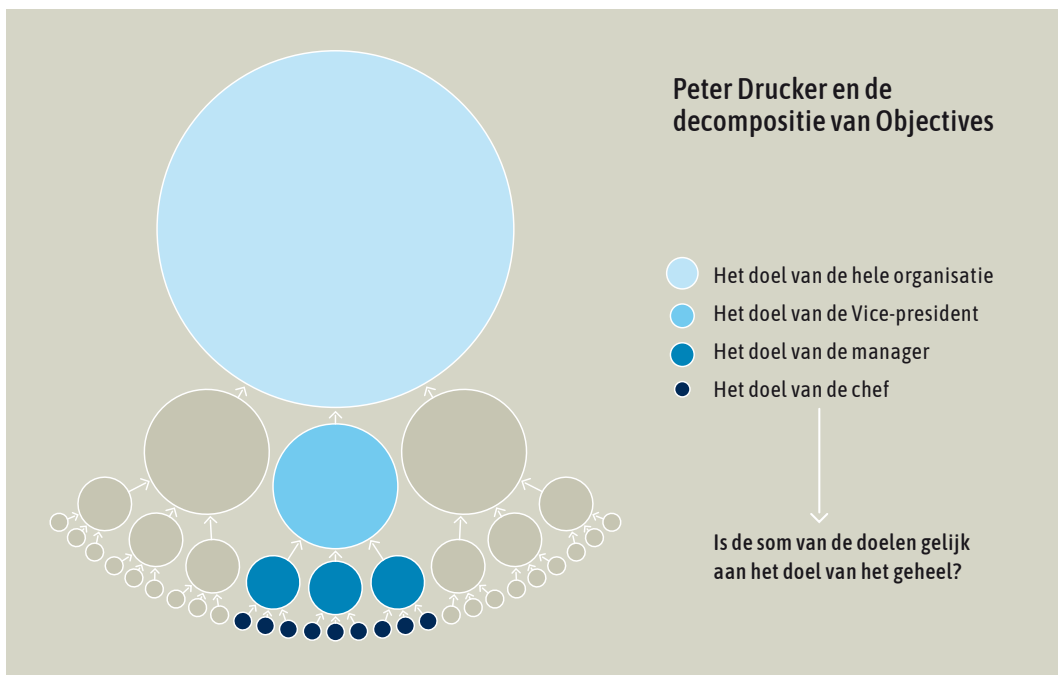 Peter Drucker en de
decompositie van Objectives
Het doel van de hele organisatie
Het doel van de Vice-president
Het doel van de manager
Het doel van de chef
Is de som van de doelen gelijk
aan het doel van het geheel?